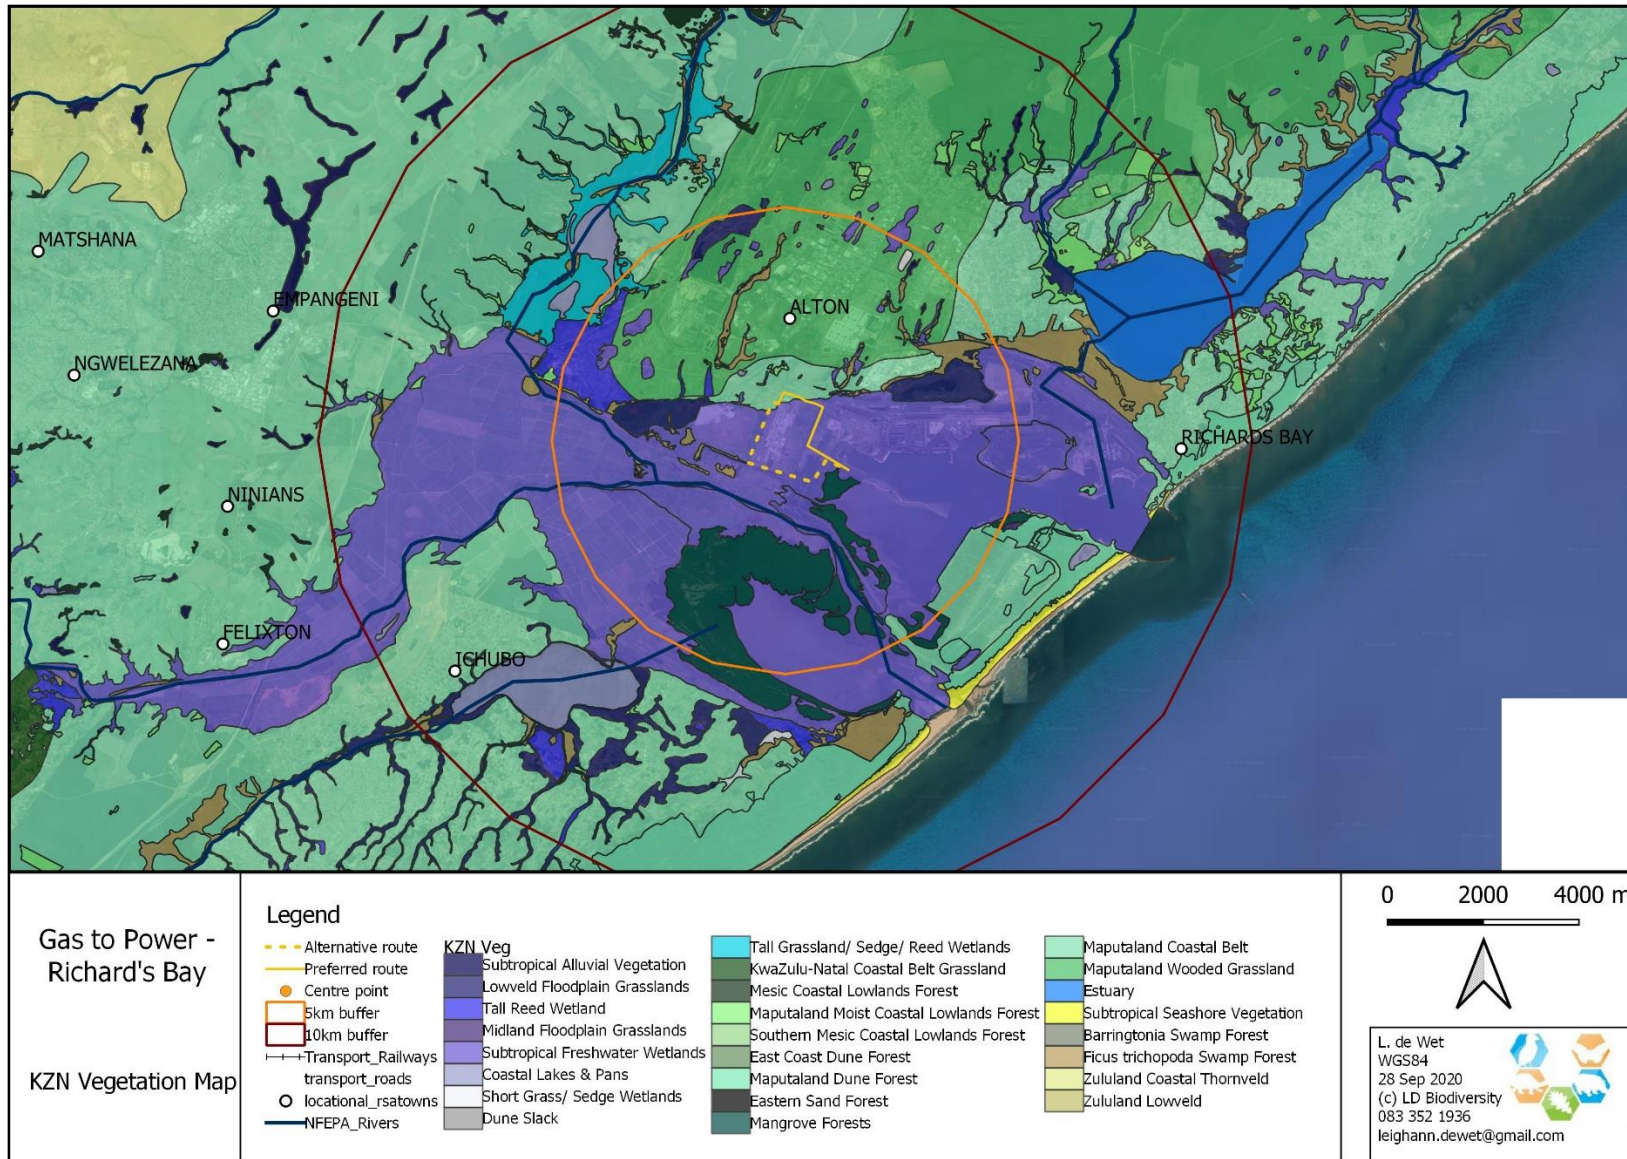 MATSHANA
EMPANGENI
ALTON
NGWELEZANA
RICHARDS BAY
NINIANS
FELIXTON
ICHUBO
Gas to Power -
Richard's Bay
KZN Vegetation Map
Legend
Alternative route
Preferred route
Centre point
5km buffer
10km buffer
Transport_Railways
transport_roads
locational_rsatowns
NFEPA_Rivers
KZN Veg
Subtropical Alluvial Vegetation
Lowveld Floodplain Grasslands
Tall Reed Wetland
Midland Floodplain Grasslands
Subtropical Freshwater Wetlands
Coastal Lakes & Pans
Short Grass/ Sedge Wetlands
Dune Slack
Tall Grassland/ Sedge/ Reed Wetlands
KwaZulu-Natal Coastal Belt Grassland
Mesic Coastal Lowlands Forest
Maputaland Moist Coastal Lowlands Forest
Southern Mesic Coastal Lowlands Forest
East Coast Dune Forest
Maputaland Dune Forest
Eastern Sand Forest
Mangrove Forests
Maputaland Coastal Belt
Maputaland Wooded Grassland
Estuary
Subtropical Seashore Vegetation
Barringtonia Swamp Forest
Ficus trichopoda Swamp Forest
Zululand Coastal Thornveld
Zululand Lowveld
0 2000 4000 m
L. de Wet
WGS84
28 Sep 2020
(c) LD Biodiversity
083 352 1936
leighann.dewet@gmail.com